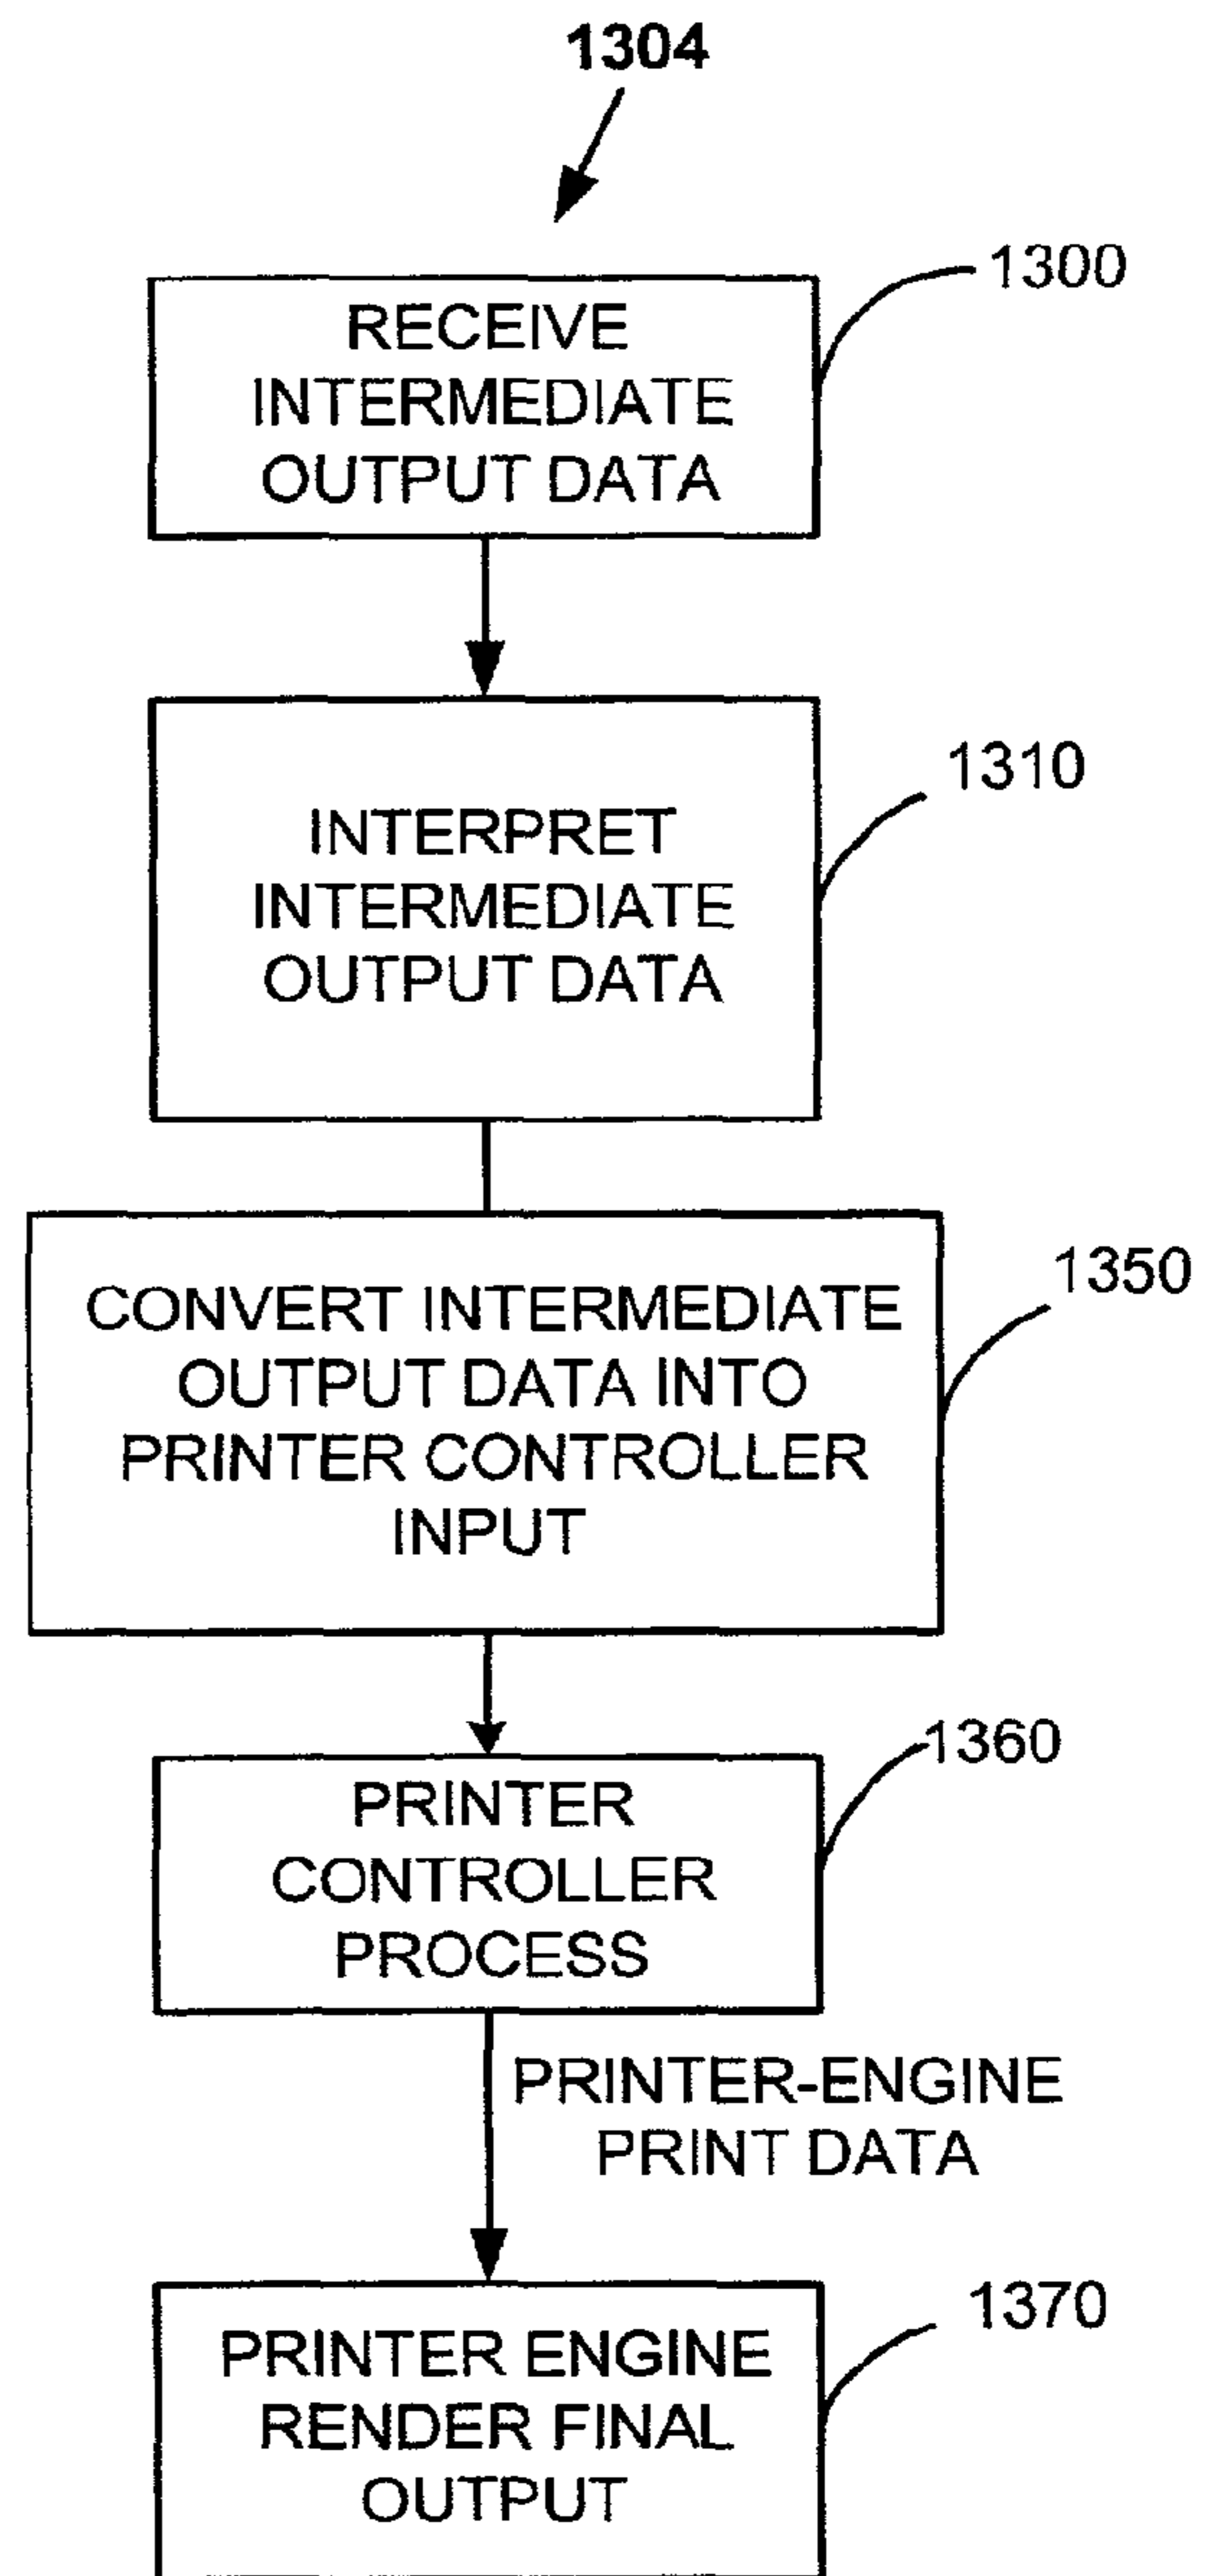 1304
1300
RECEIVE
INTERMEDIATE
OUTPUT DATA
1310
INTERPRET
INTERMEDIATE
OUTPUT DATA
1350
CONVERT INTERMEDIATE
OUTPUT DATA INTO
PRINTER CONTROLLER
INPUT
1360
PRINTER
CONTROLLER
PROCESS
PRINTER-ENGINE
PRINT DATA
1370
PRINTER ENGINE
RENDER FINAL
OUTPUT